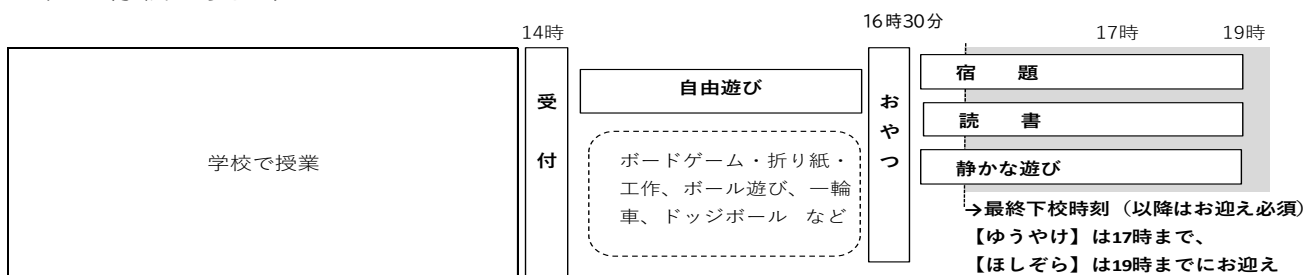 14時
16時30分
17時
19時
学校で授業
受付
自由遊び
ボードゲーム・折り紙・
工作、ボール遊び、一輪
車、ドッジボール など
おやつ
宿 題
読 書
静かな遊び
→最終下校時刻（以降はお迎え必須）
【ゆうやけ】は17時まで、
【ほしぞら】は19時までにお迎え